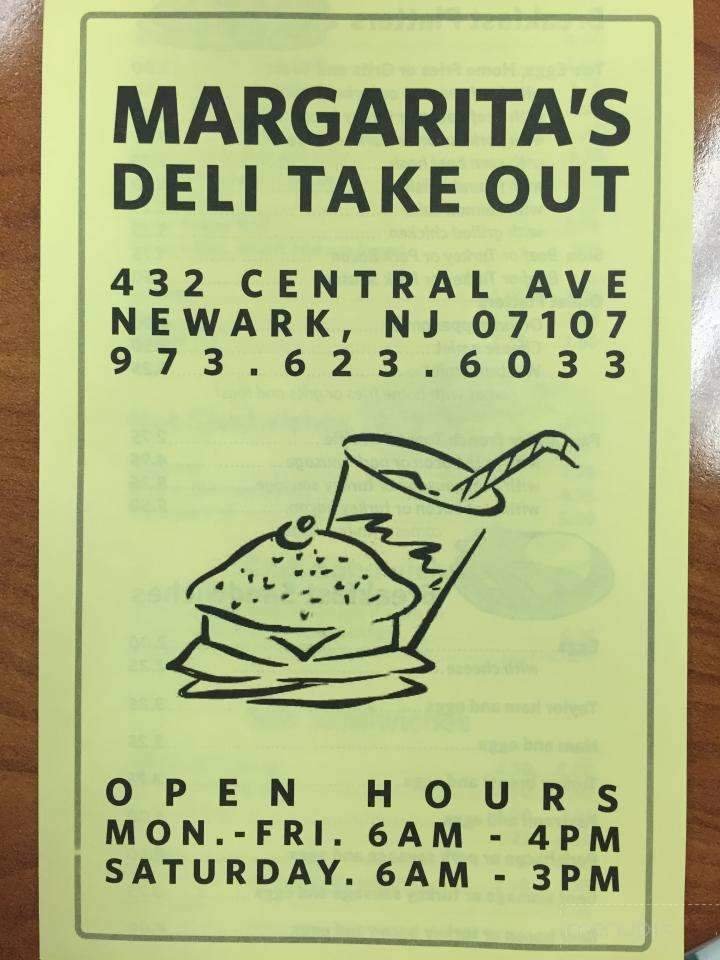 MARGARITA'S
DELI TAKE OUT
432 CENTRAL AVE
NEWARK, NJ 07107
973.623.6033
OPEN HOURS
MON.-FRI. 6AM - 4PM
SATURDAY. 6AM - 3PM